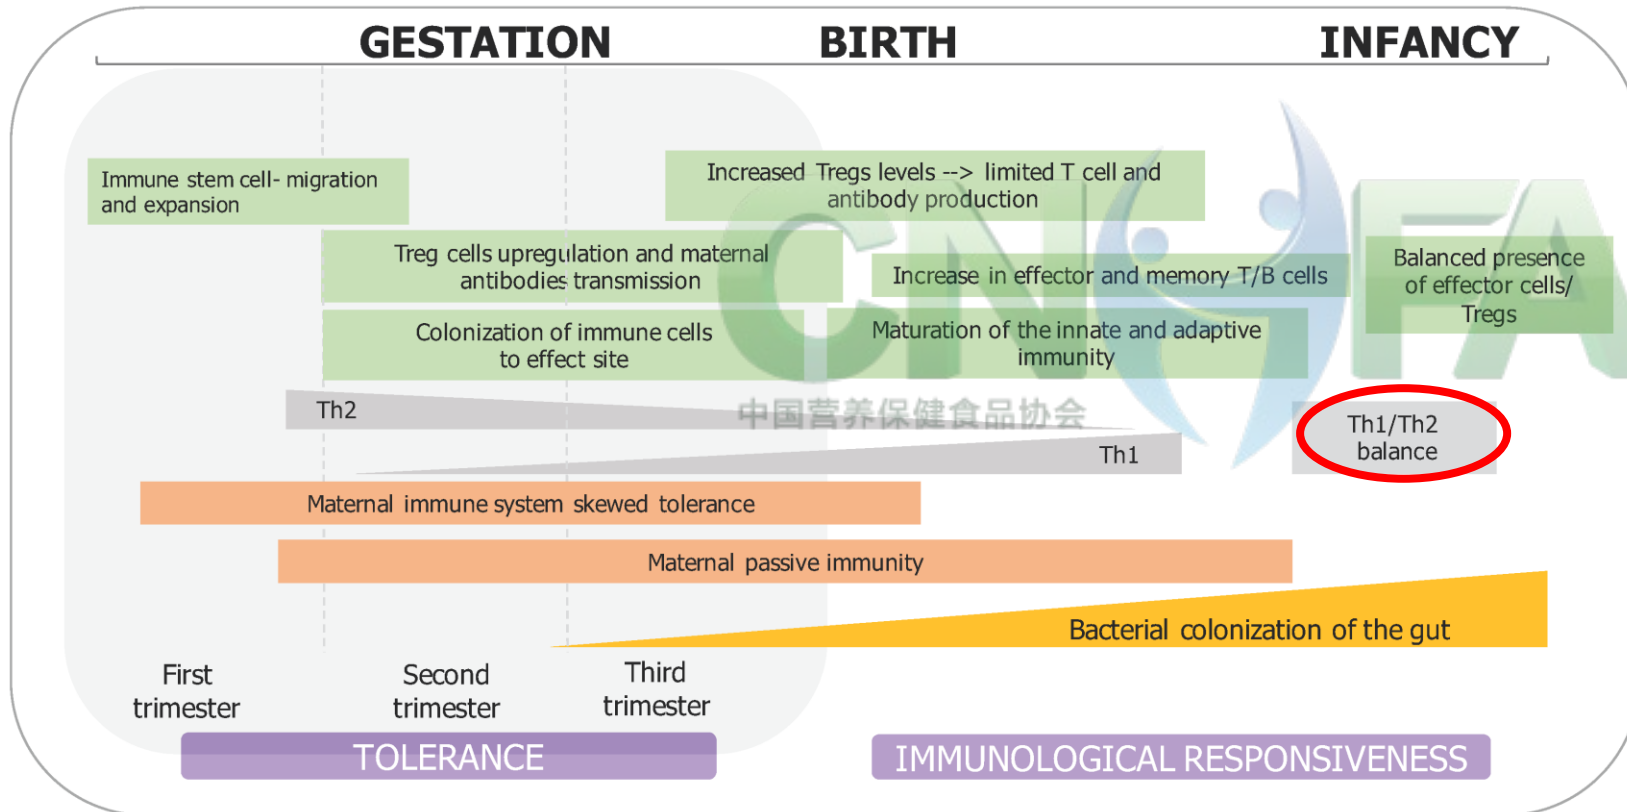 GESTATION BIRTH INFANCY
Immune stem cell- migration
and expansion
Increased Tregs levels --> limited T cell and
antibody production
Treg cells upregulation and maternal
antibodies transmission
Increase in effector and memory T/B cells
Balanced presence
of effector cells/
Tregs
Colonization of immune cells
to effect site
Maturation of the innate and adaptive
immunity
CNHFA
中国营养保健食品协会
Th2
Th1
Th1/Th2
balance
Maternal immune system skewed tolerance
Maternal passive immunity
Bacterial colonization of the gut
First
trimester
Second
trimester
Third
trimester
TOLERANCE
IMMUNOLOGICAL RESPONSIVENESS